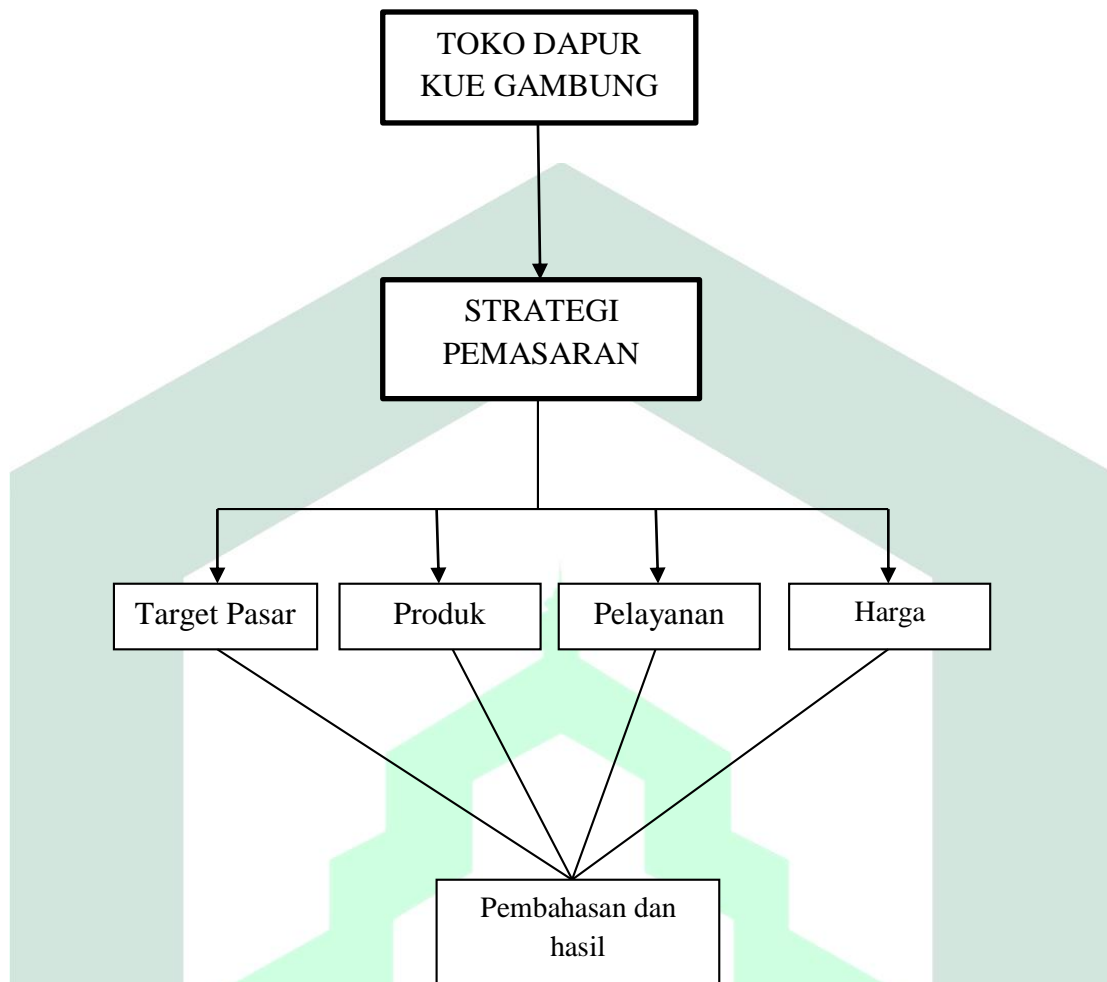 TOKO DAPUR
KUE GAMBUNG
STRATEGI
PEMASARAN
Target Pasar
Produk
Pelayanan
Harga
Pembahasan dan
hasil